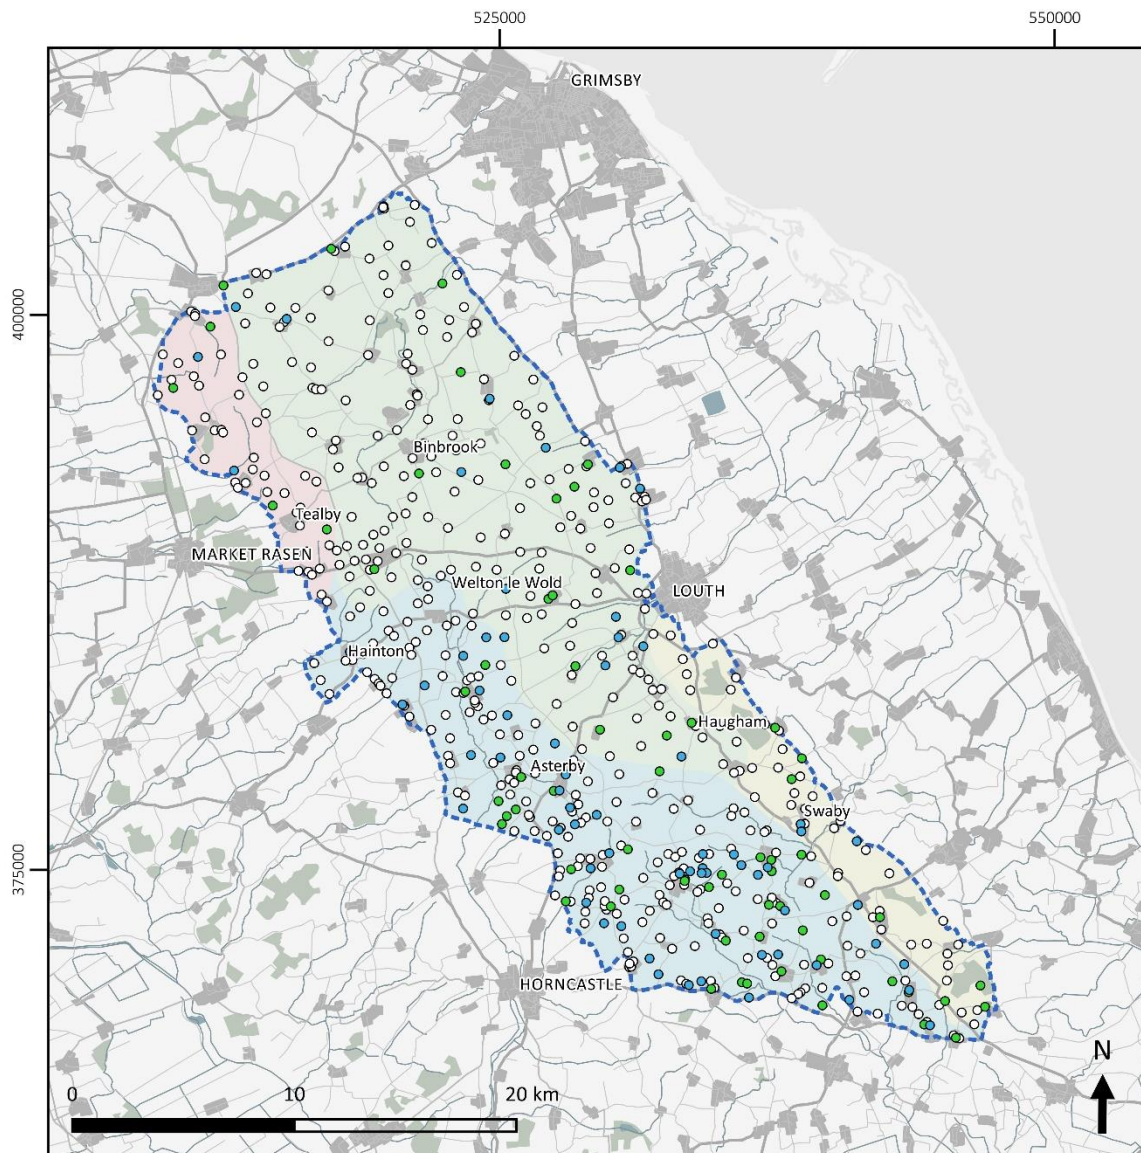 525000
550000
GRIMSBY
400000
Binbrook
Tealby
MARKET RASEN
Welton le Wold
LOUTH
Hainton
Haugham
Asterby
Swaby
375000
HORNCASTLE
N
0
10
20 km